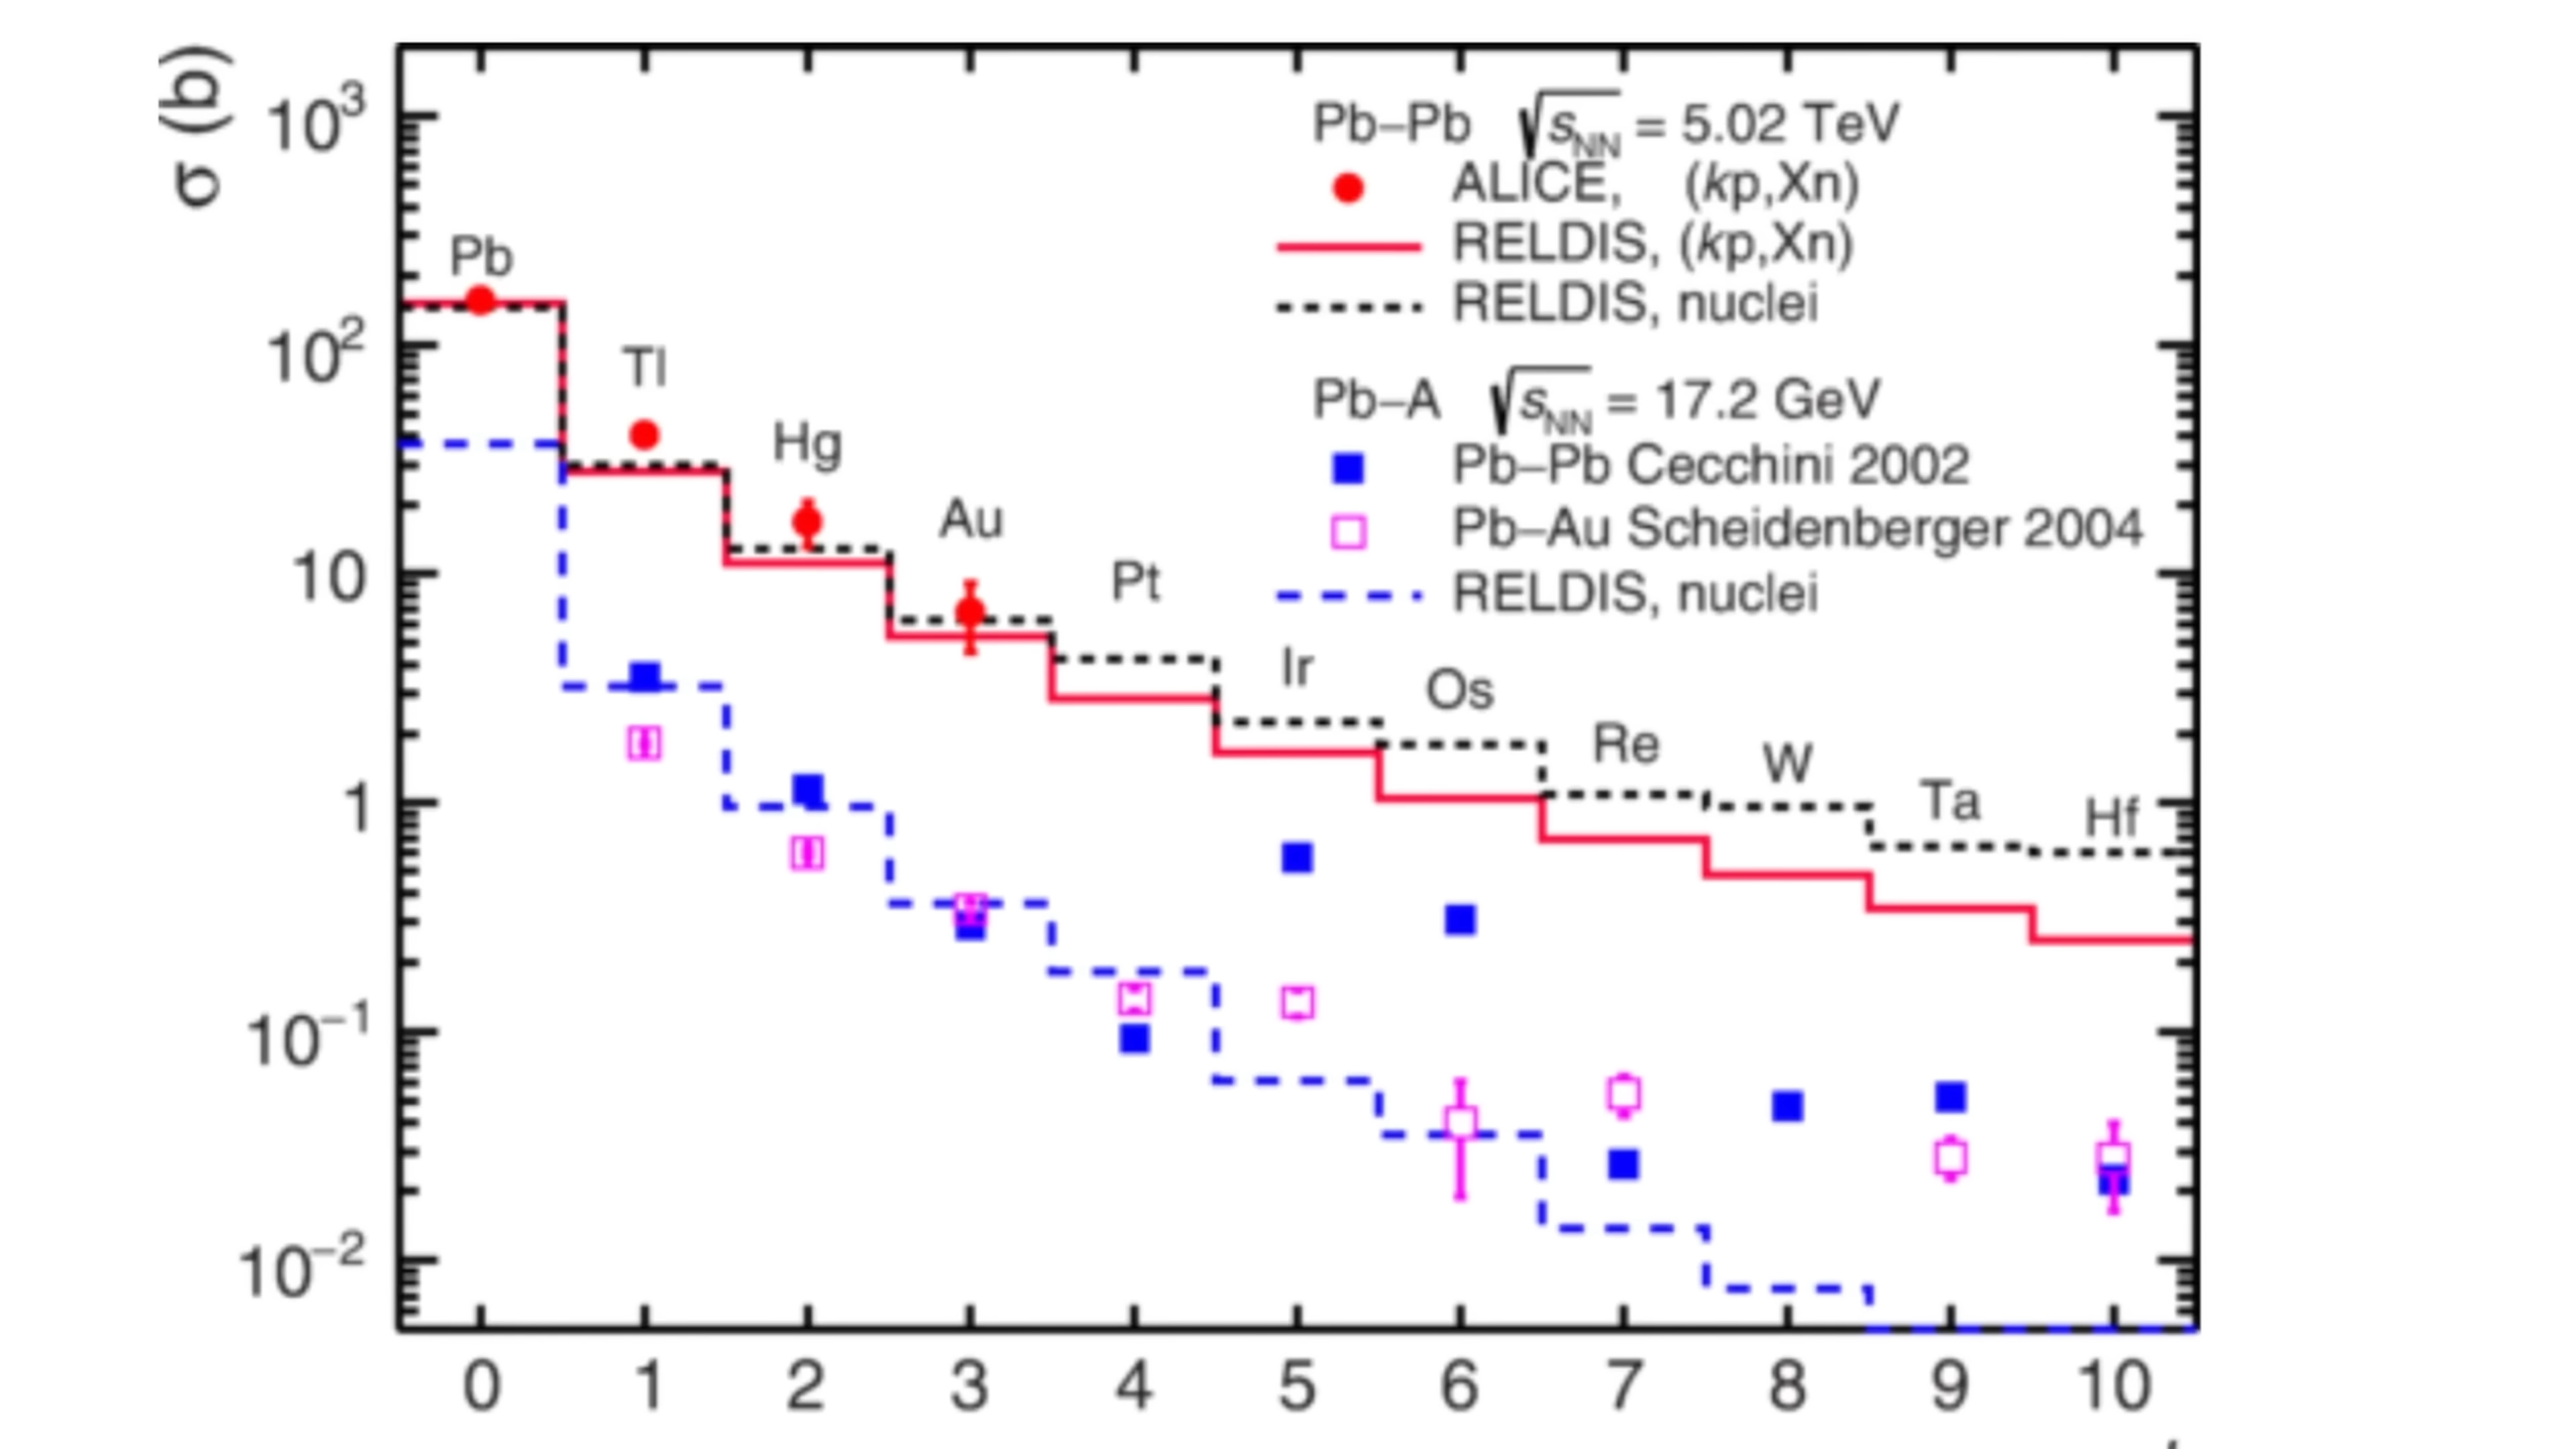 σ (b)
10³
10²
10
1
10⁻¹
10⁻²
Pb
Tl
Hg
Au
Pt
Ir
Os
Re
W
Ta
Hf
Pb–Pb √sNN = 5.02 TeV
ALICE, (kp,Xn)
RELDIS, (kp,Xn)
RELDIS, nuclei
Pb–A √sNN = 17.2 GeV
Pb–Pb Cecchini 2002
Pb–Au Scheidenberger 2004
RELDIS, nuclei
0 1 2 3 4 5 6 7 8 9 10